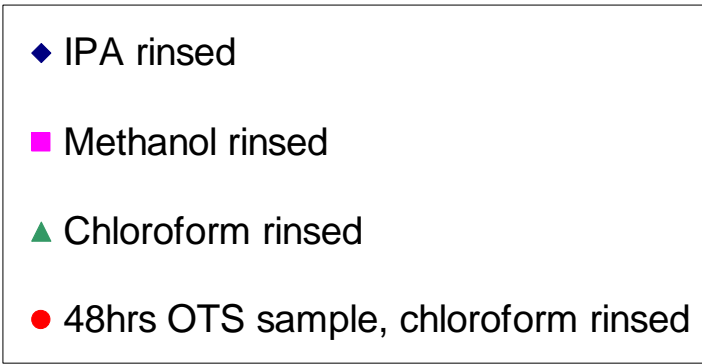 IPA rinsed
Methanol rinsed
Chloroform rinsed
48hrs OTS sample, chloroform rinsed